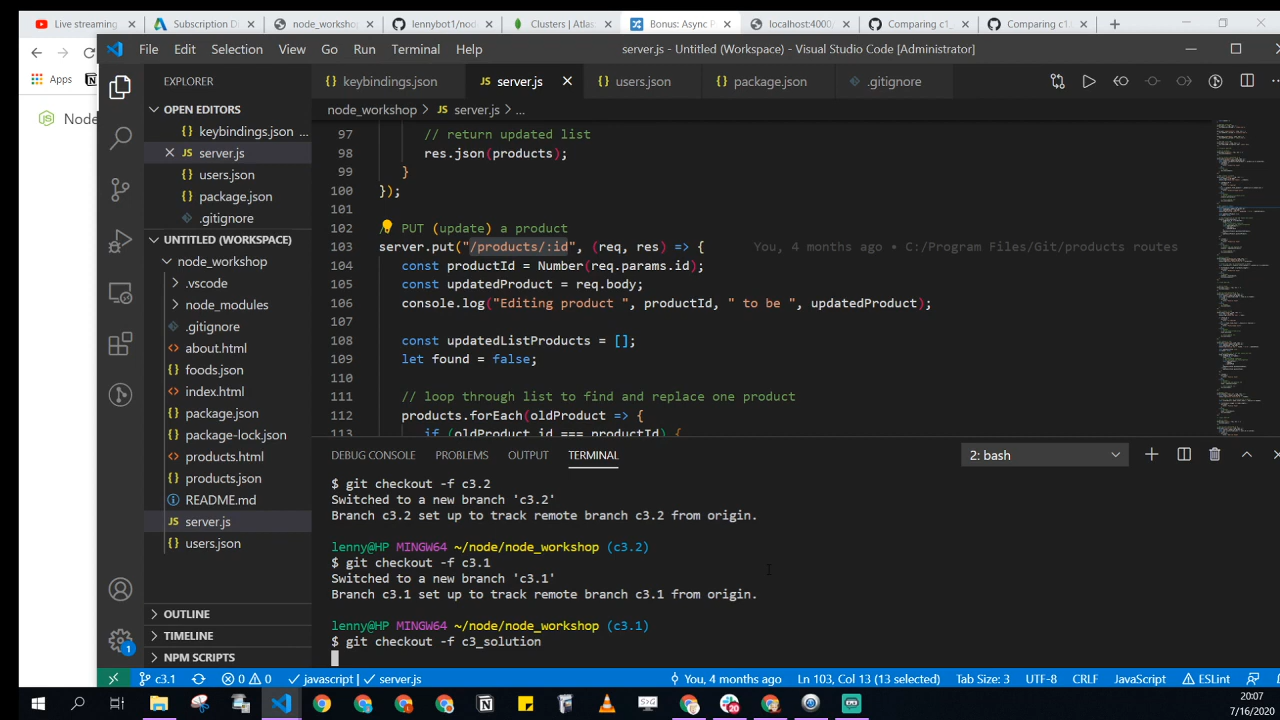 Live streaming
Subscription D
node_worksho
lennybot1/nod
Clusters | Atlas
Bonus: Async P
localhost:4000
Comparing c1_
Comparing c1_
Apps
Node
File Edit Selection View Go Run Terminal Help
server.js - Untitled (Workspace) - Visual Studio Code [Administrator]
EXPLORER
OPEN EDITORS
keybindings.json ...
server.js
users.json
package.json
.gitignore
UNTITLED (WORKSPACE)
node_workshop
.vscode
node_modules
.gitignore
about.html
foods.json
index.html
package.json
package-lock.json
products.html
products.json
README.md
server.js
users.json
OUTLINE
TIMELINE
NPM SCRIPTS
keybindings.json server.js users.json package.json .gitignore
node_workshop > JS server.js > ...
97 // return updated list
98 res.json(products);
99 }
100 });
101
102 PUT (update) a product
103 server.put("/products/:id", (req, res) => { You, 4 months ago • C:/Program Files/Git/products routes
104 const productId = Number(req.params.id);
105 const updatedProduct = req.body;
106 console.log("Editing product ", productId, " to be ", updatedProduct);
107
108 const updatedListProducts = [];
109 let found = false;
110
111 // loop through list to find and replace one product
112 products.forEach(oldProduct => {
113 if (oldProduct.id === productId) {
DEBUG CONSOLE PROBLEMS OUTPUT TERMINAL 2: bash
$ git checkout -f c3.2
Switched to a new branch 'c3.2'
Branch c3.2 set up to track remote branch c3.2 from origin.
lenny@HP MINGW64 ~/node/node_workshop (c3.2)
$ git checkout -f c3.1
Switched to a new branch 'c3.1'
Branch c3.1 set up to track remote branch c3.1 from origin.
lenny@HP MINGW64 ~/node/node_workshop (c3.1)
$ git checkout -f c3_solution
c3.1 0 0 javascript | server.js You, 4 months ago Ln 103, Col 13 (13 selected) Tab Size: 3 UTF-8 CRLF JavaScript ESLint
20:07
7/16/2020